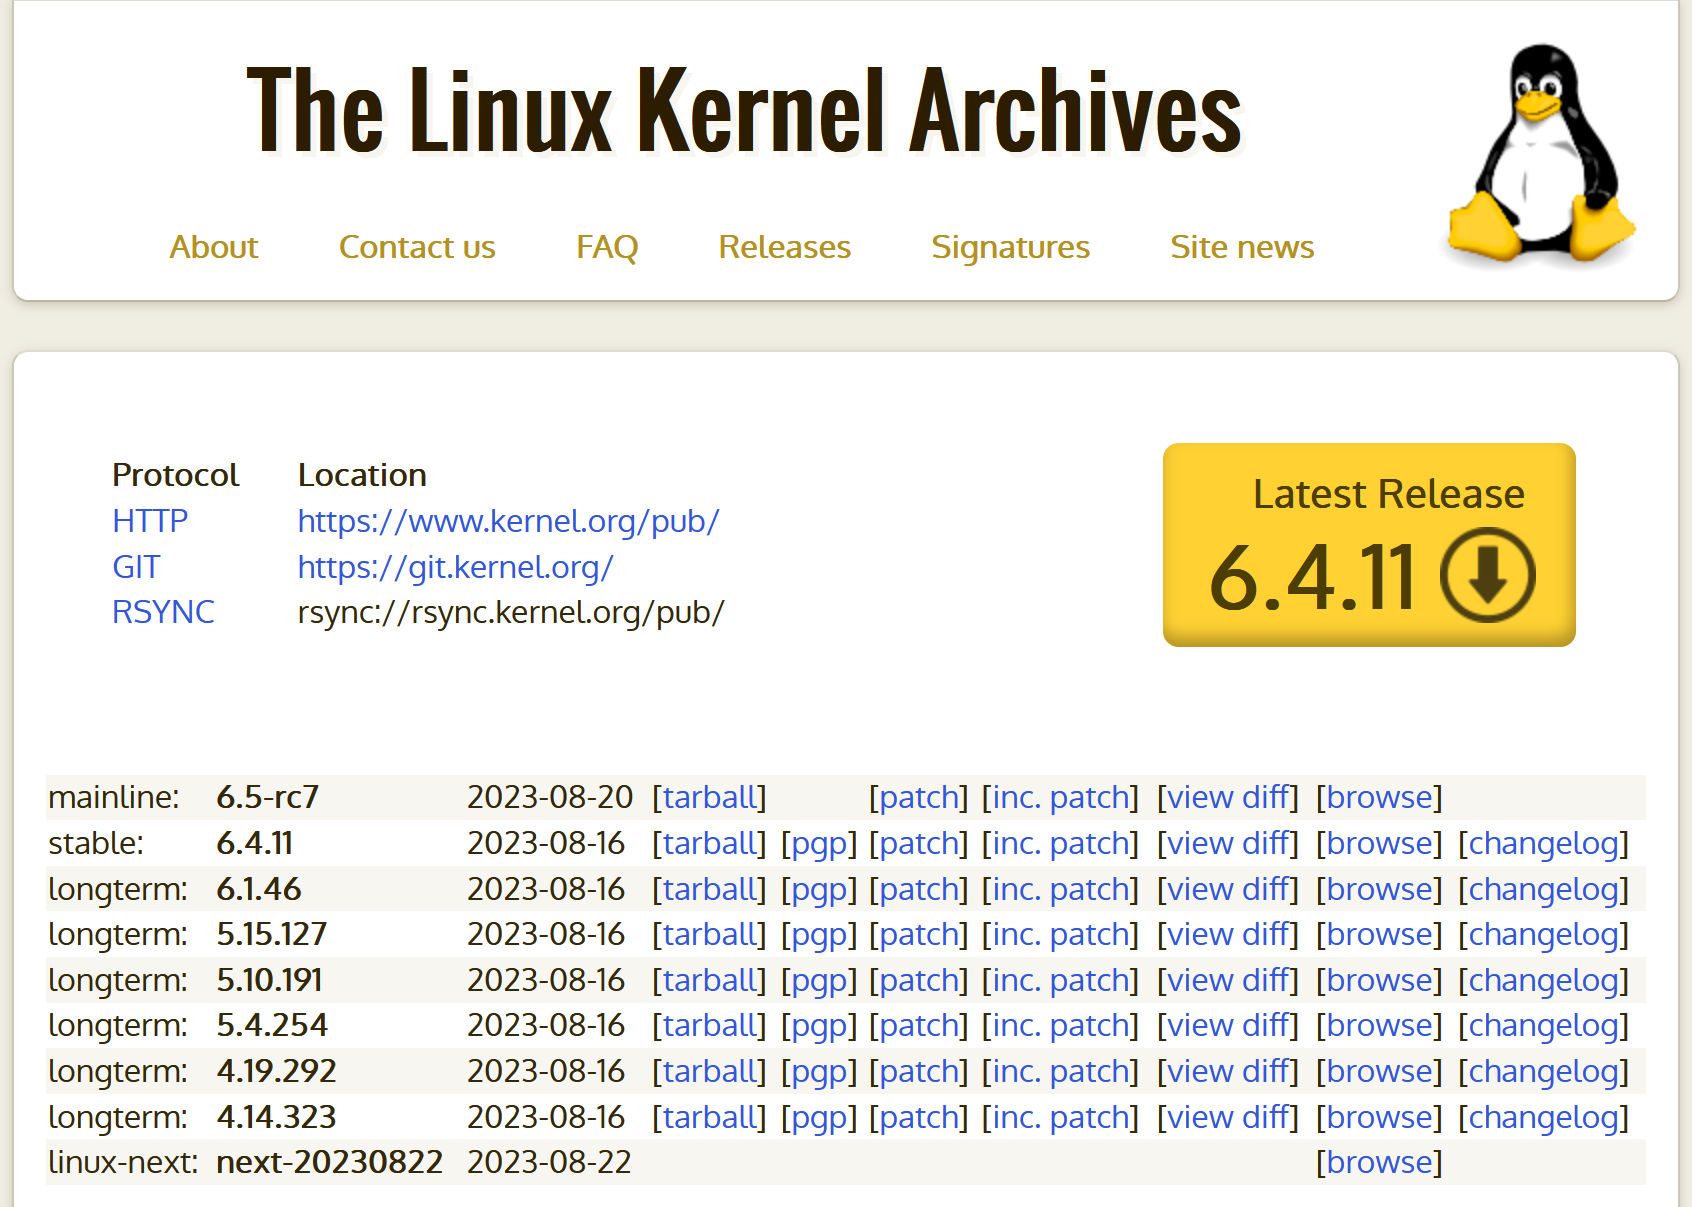 The Linux Kernel Archives
About Contact us FAQ Releases Signatures Site news
Protocol Location
HTTP https://www.kernel.org/pub/
GIT https://git.kernel.org/
RSYNC rsync://rsync.kernel.org/pub/
Latest Release
6.4.11
mainline: 6.5-rc7 2023-08-20 [tarball] [patch] [inc. patch] [view diff] [browse]
stable: 6.4.11 2023-08-16 [tarball] [pgp] [patch] [inc. patch] [view diff] [browse] [changelog]
longterm: 6.1.46 2023-08-16 [tarball] [pgp] [patch] [inc. patch] [view diff] [browse] [changelog]
longterm: 5.15.127 2023-08-16 [tarball] [pgp] [patch] [inc. patch] [view diff] [browse] [changelog]
longterm: 5.10.191 2023-08-16 [tarball] [pgp] [patch] [inc. patch] [view diff] [browse] [changelog]
longterm: 5.4.254 2023-08-16 [tarball] [pgp] [patch] [inc. patch] [view diff] [browse] [changelog]
longterm: 4.19.292 2023-08-16 [tarball] [pgp] [patch] [inc. patch] [view diff] [browse] [changelog]
longterm: 4.14.323 2023-08-16 [tarball] [pgp] [patch] [inc. patch] [view diff] [browse] [changelog]
linux-next: next-20230822 2023-08-22 [browse]